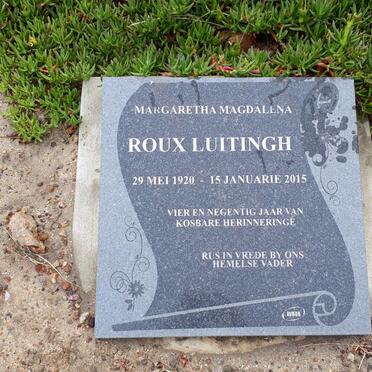 MARGARETHA MAGDALENA
ROUX LUITINGH
29 MEI 1920 - 15 JANUARIE 2015
VIER EN NEGENTIG JAAR VAN
KOSBARE HERINNERINGE
RUS IN VREDE BY ONS
HEMELSE VADER
AVBOB